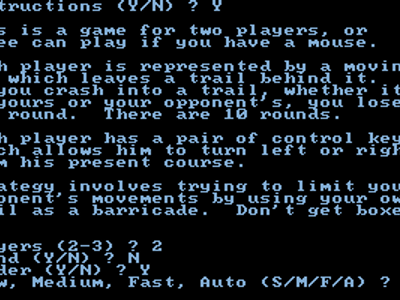 tructions (Y/N) ? Y
s is a game for two players, or
ee can play if you have a mouse.
h player is represented by a movin
which leaves a trail behind it.
you crash into a trail, whether it
yours or your opponent's, you lose
round.  There are 10 rounds.
h player has a pair of control key
ch allows him to turn left or righ
m his present course.
ategy involves trying to limit you
onent's movements by using your ow
il as a barricade.  Don't get boxe
yers (2-3) ? 2
nd (Y/N) ? N
der (Y/N) ? Y
w, Medium, Fast, Auto (S/M/F/A) ?